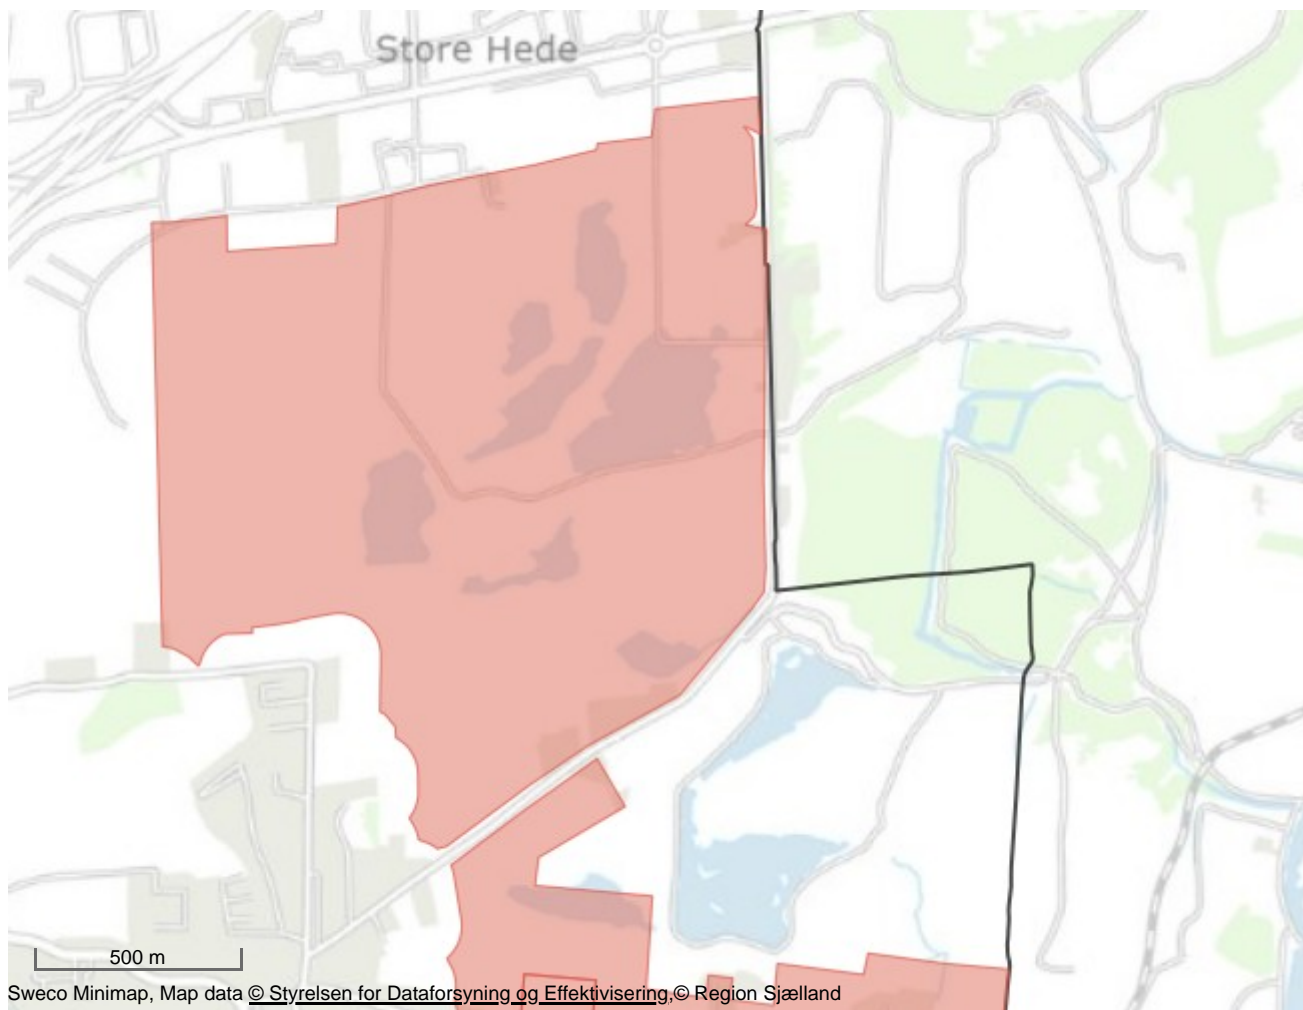 Store Hede
500 m
Sweco Minimap, Map data © Styrelsen for Dataforsyning og Effektivisering,© Region Sjælland